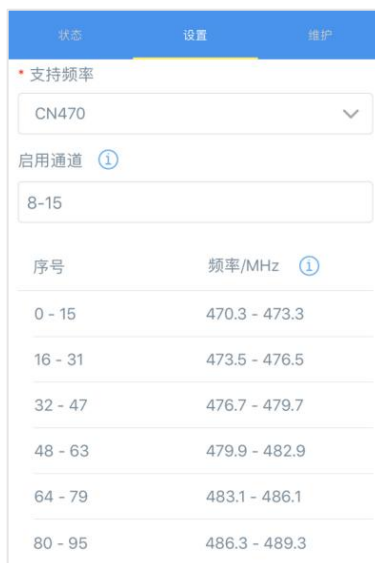 状态 设置 维护
* 支持频率
CN470
启用通道
8-15
序号 频率/MHz
0 - 15 470.3 - 473.3
16 - 31 473.5 - 476.5
32 - 47 476.7 - 479.7
48 - 63 479.9 - 482.9
64 - 79 483.1 - 486.1
80 - 95 486.3 - 489.3